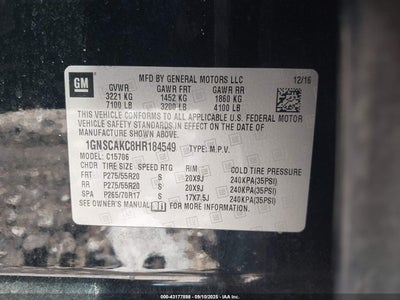 GM
MFD BY GENERAL MOTORS LLC 12/16
GVWR GAWR FRT GAWR RR
3221 KG 1452 KG 1860 KG
7100 LB 3200 LB 4100 LB
THIS VEHICLE CONFORMS TO ALL APPLICABLE U.S. FEDERAL MOTOR
VEHICLE SAFETY STANDARDS IN EFFECT ON THE DATE OF
MANUFACTURE SHOWN ABOVE.
1GNSCAKC8HR184549 TYPE: M.P.V.
MODEL: C15706
CHDR TIRE SIZE SPEED RTG RIM COLD TIRE PRESSURE
FRT P275/55R20 S 20X9J 240KPA(35PSI)
RR P275/55R20 S 20X9J 240KPA(35PSI)
SPA P265/70R17 S 17X7.5J 240KPA(35PSI)
SEE OWNER'S MANUAL FOR ADDITIONAL INFORMATION.
000-43177888 - 09/10/2025 - IAA Holdings, LLC